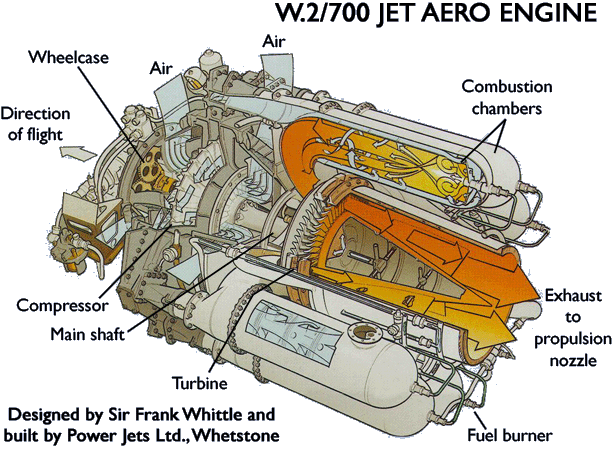 W.2/700 JET AERO ENGINE
Air
Wheelcase
Air
Combustion
chambers
Direction
of flight
Compressor
Main shaft
Exhaust
to
propulsion
nozzle
Turbine
Designed by Sir Frank Whittle and
built by Power Jets Ltd., Whetstone
Fuel burner